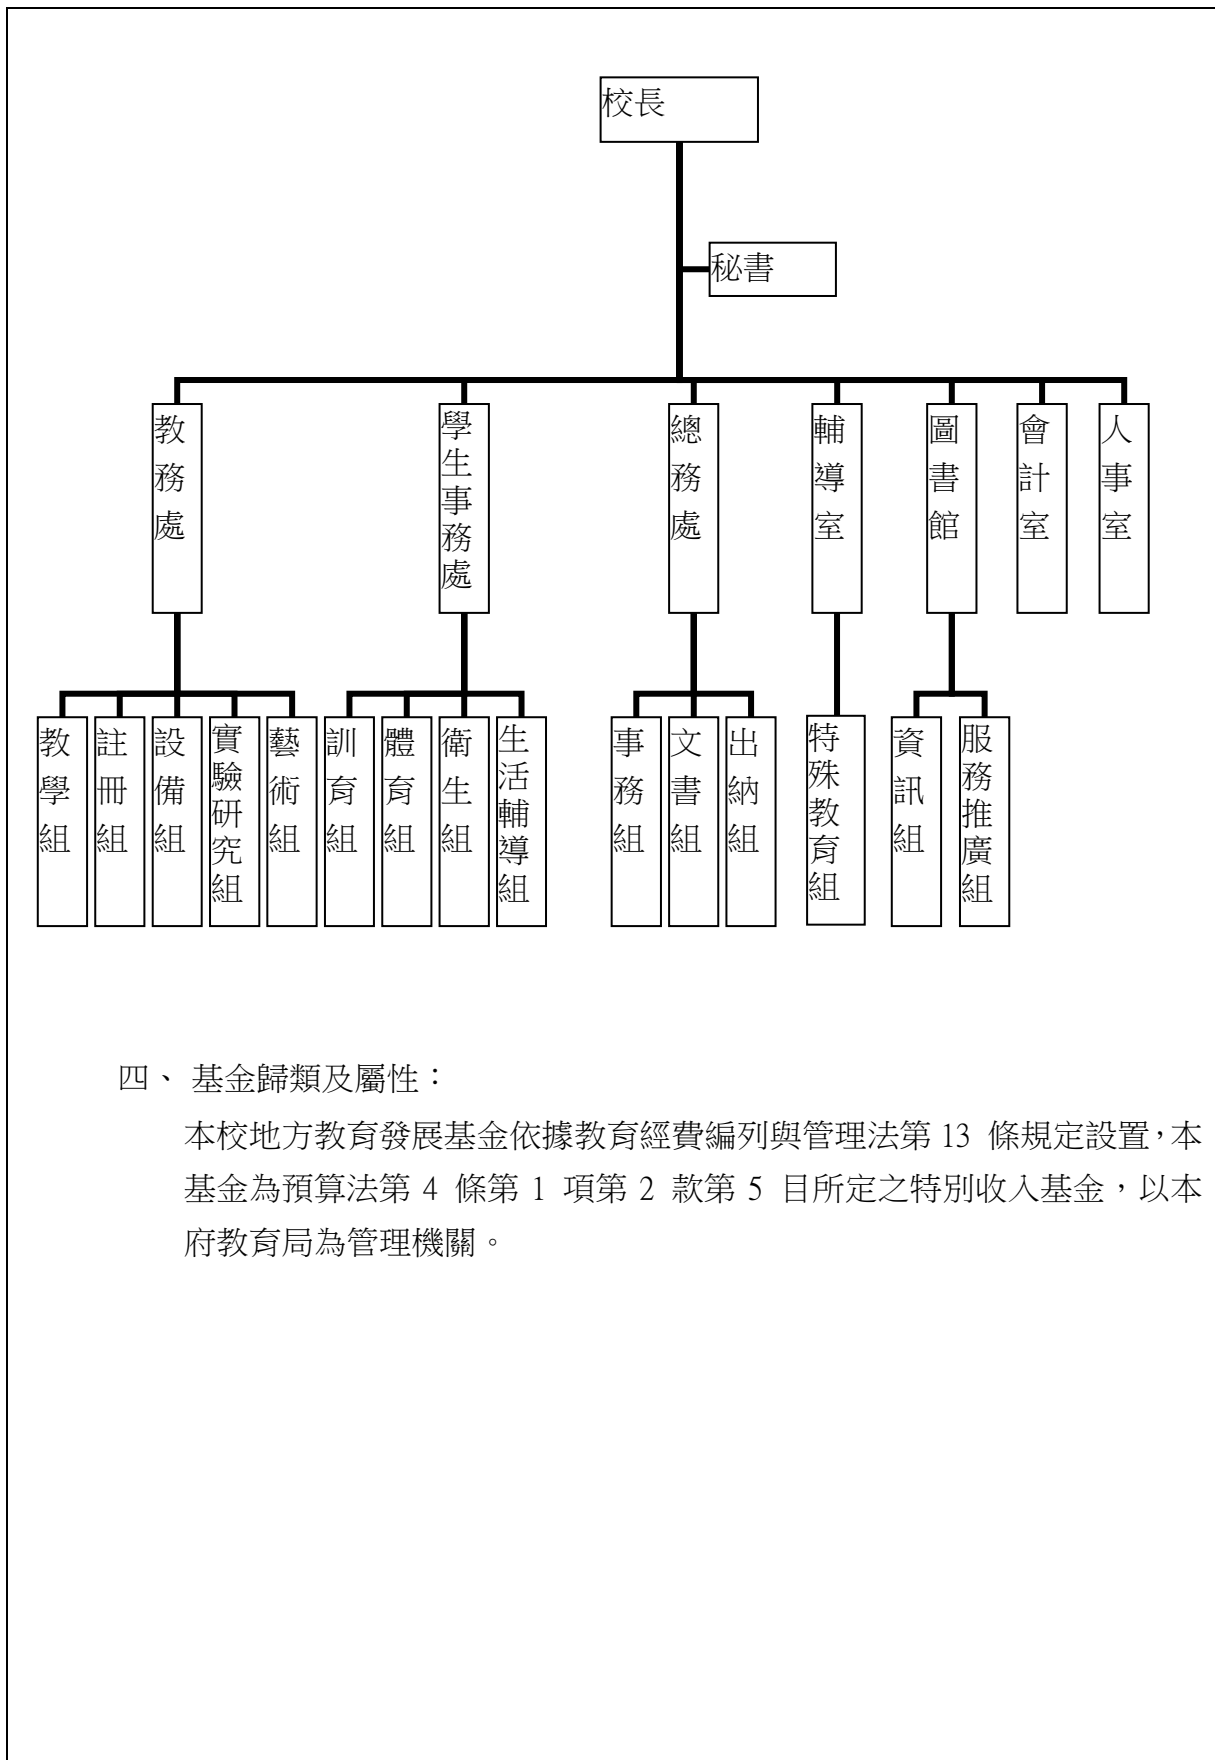 校長
秘書
教務處
學生事務處
總務處
輔導室
圖書館
會計室
人事室
教學組
註冊組
設備組
實驗研究組
藝術組
訓育組
體育組
衛生組
生活輔導組
事務組
文書組
出納組
特殊教育組
資訊組
服務推廣組
四、 基金歸類及屬性：
本校地方教育發展基金依據教育經費編列與管理法第 13 條規定設置，本
基金為預算法第 4 條第 1 項第 2 款第 5 目所定之特別收入基金，以本
府教育局為管理機關。